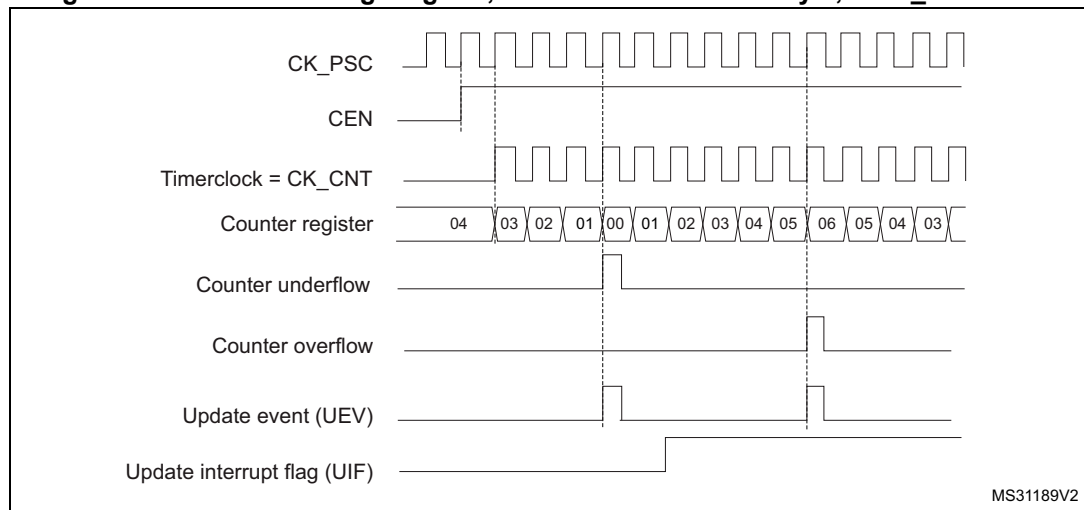 CK_PSC
CEN
Timerclock = CK_CNT
Counter register 04 03 02 01 00 01 02 03 04 05 06 05 04 03
Counter underflow
Counter overflow
Update event (UEV)
Update interrupt flag (UIF)
MS31189V2